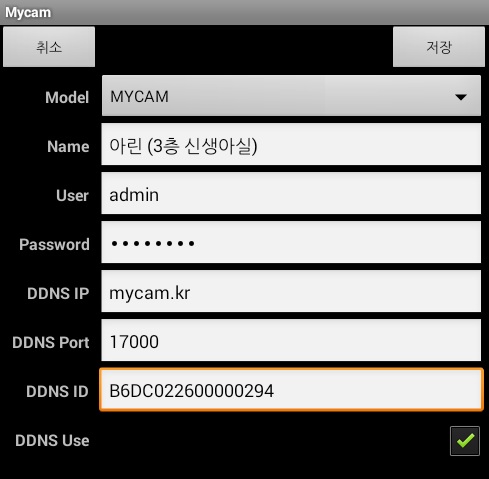 Mycam
취소 저장
Model MYCAM
Name 아린 (3층 신생아실)
User admin
Password ••••••••
DDNS IP mycam.kr
DDNS Port 17000
DDNS ID B6DC022600000294
DDNS Use